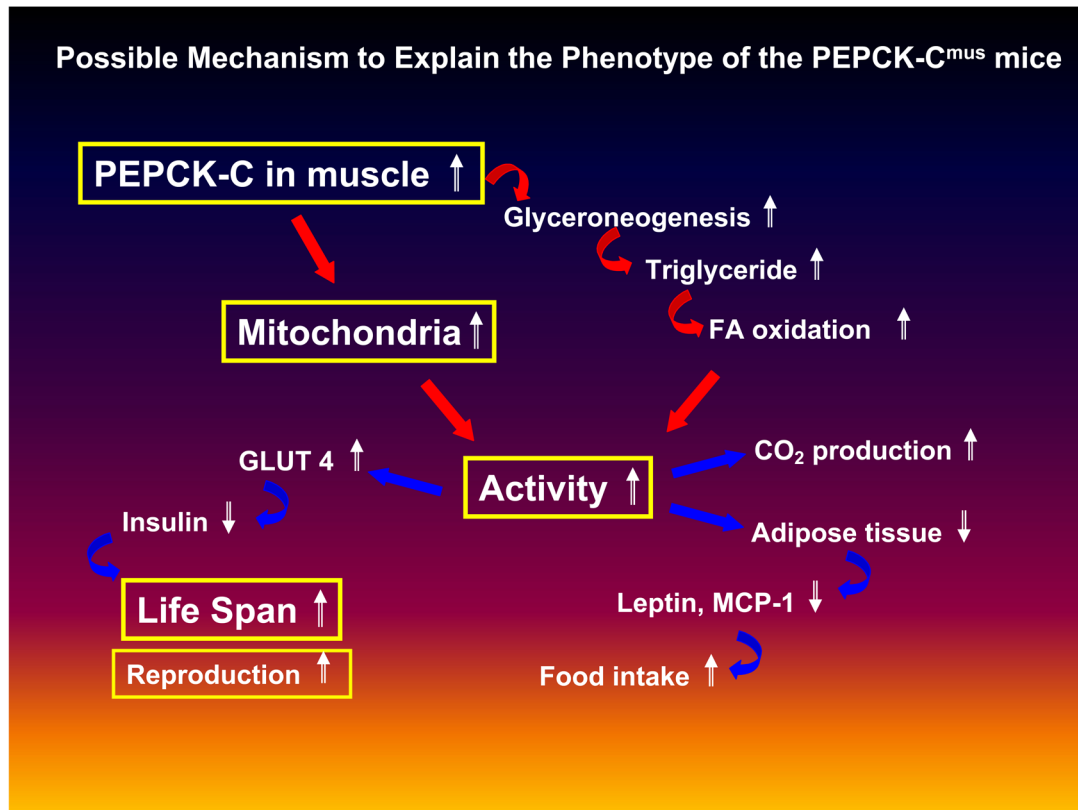 Possible Mechanism to Explain the Phenotype of the PEPCK-Cᵐᵘˢ mice
PEPCK-C in muscle ⇑
Glyceroneogenesis ⇑
Triglyceride ⇑
Mitochondria ⇑
FA oxidation ⇑
GLUT 4 ⇑
CO₂ production ⇑
Activity ⇑
Insulin ⇓
Adipose tissue ⇓
Life Span ⇑
Leptin, MCP-1 ⇓
Reproduction ⇑
Food intake ⇑